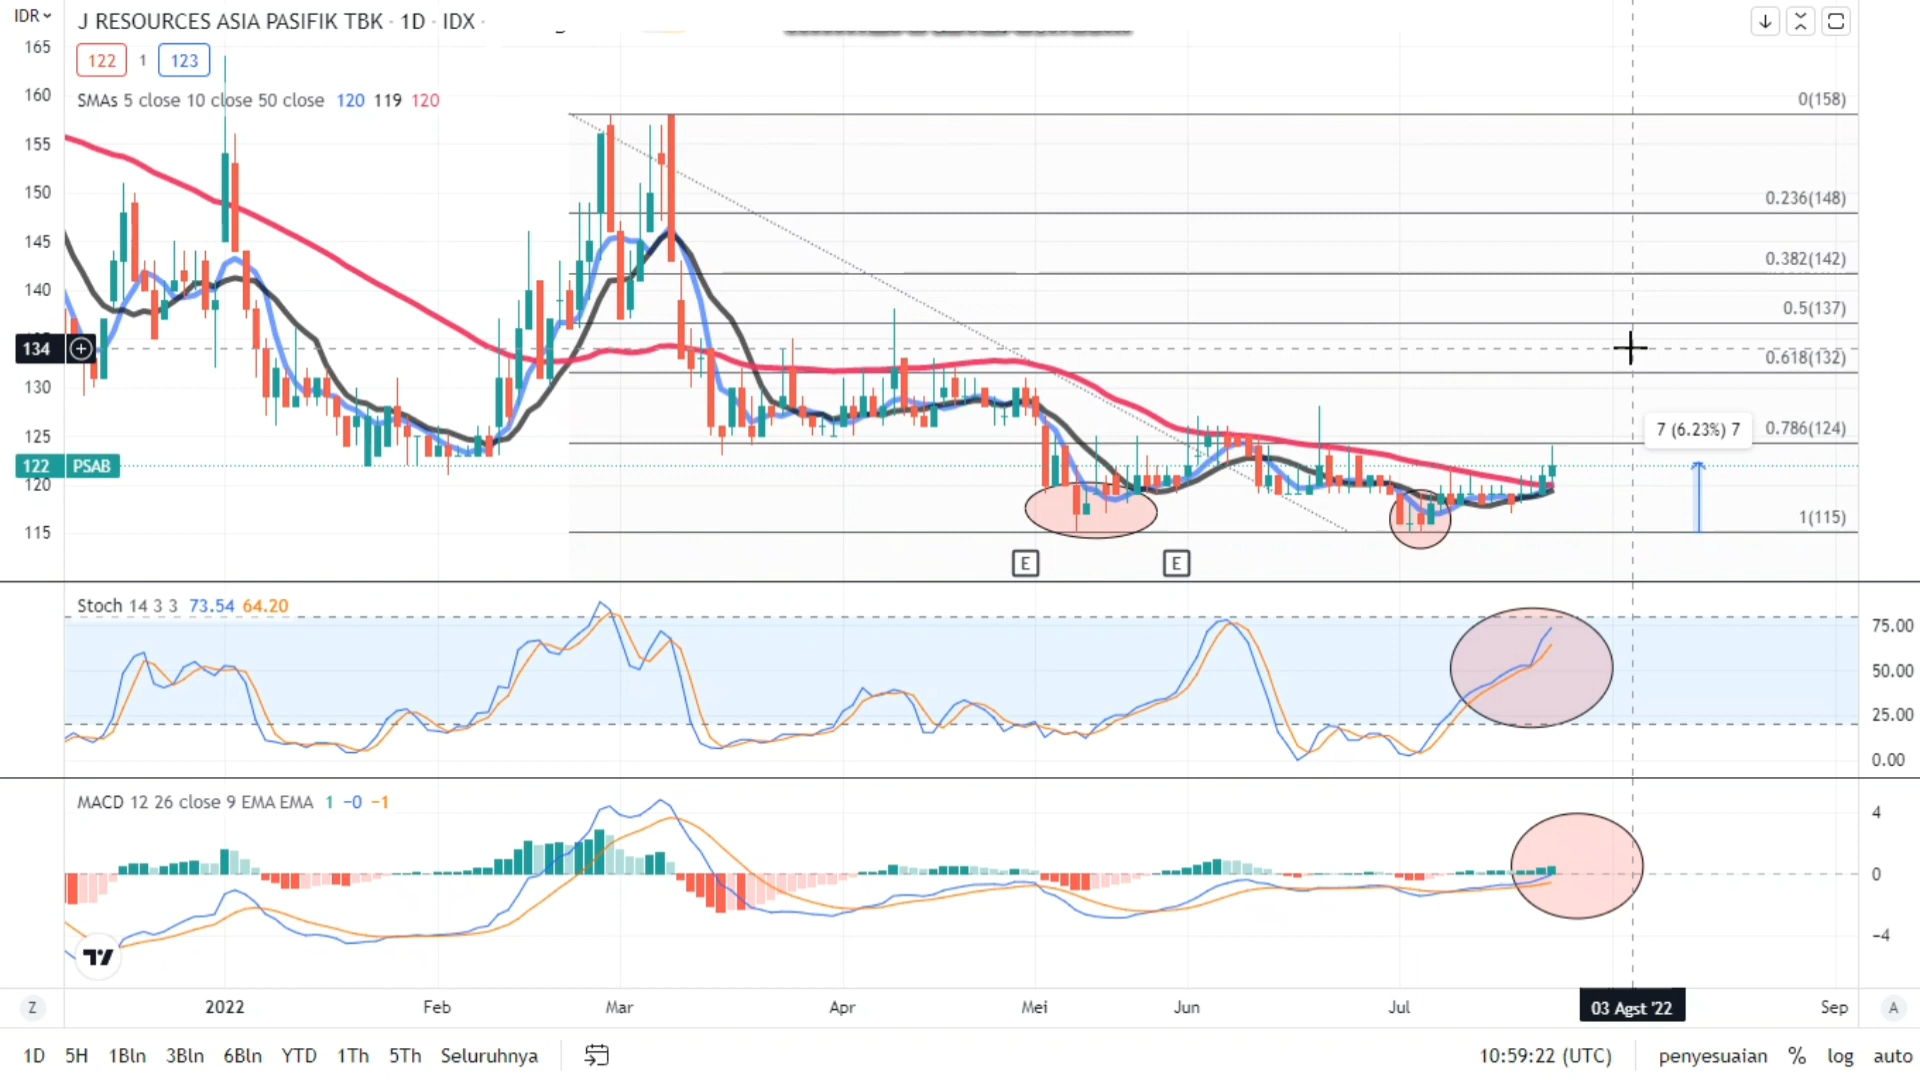 IDR
J RESOURCES ASIA PASIFIK TBK · 1D · IDX ·
122 1 123
SMAs 5 close 10 close 50 close 120 119 120
165
160
155
150
145
140
134
130
125
122 PSAB
120
115
0(158)
0.236(148)
0.382(142)
0.5(137)
0.618(132)
7 (6.23%) 7
0.786(124)
1(115)
E E
Stoch 14 3 3 73.54 64.20
75.00
50.00
25.00
0.00
MACD 12 26 close 9 EMA EMA 1 −0 −1
4
0
−4
Z 2022 Feb Mar Apr Mei Jun Jul 03 Agst '22 Sep A
1D 5H 1Bln 3Bln 6Bln YTD 1Th 5Th Seluruhnya 10:59:22 (UTC) penyesuaian % log auto